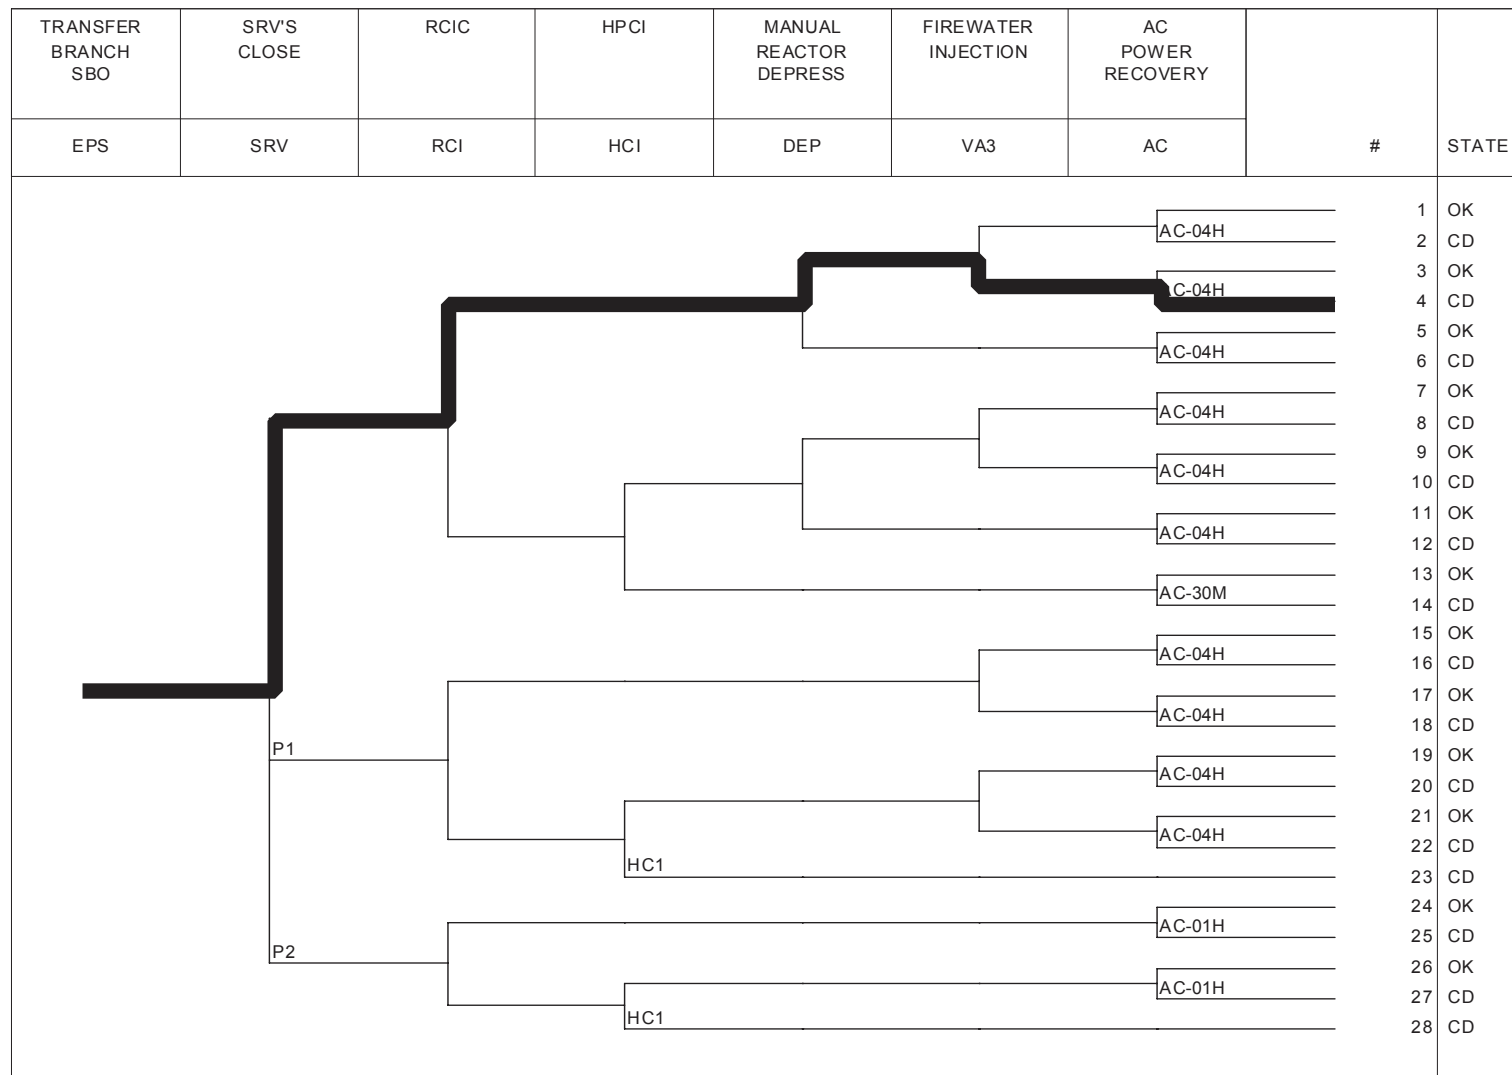 TRANSFER BRANCH SBO
SRV'S CLOSE
RCIC
HPCI
MANUAL REACTOR DEPRESS
FIREWATER INJECTION
AC POWER RECOVERY
EPS SRV RCI HCI DEP VA3 AC # STATE
1 OK
AC-04H
2 CD
3 OK
C-04H
4 CD
5 OK
AC-04H
6 CD
7 OK
AC-04H
8 CD
9 OK
AC-04H
10 CD
11 OK
AC-04H
12 CD
13 OK
AC-30M
14 CD
15 OK
AC-04H
16 CD
17 OK
AC-04H
18 CD
P1
19 OK
AC-04H
20 CD
21 OK
AC-04H
22 CD
HC1
23 CD
24 OK
AC-01H
25 CD
P2
26 OK
AC-01H
27 CD
HC1
28 CD